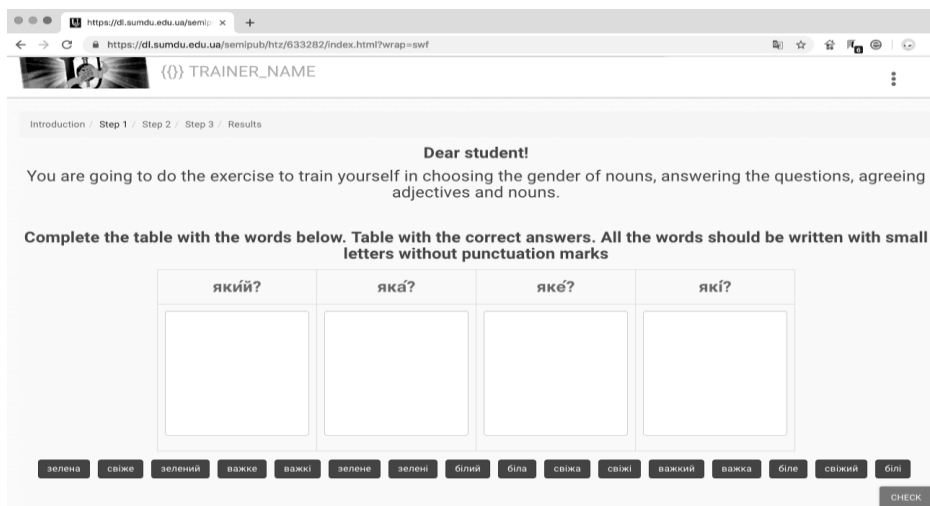 https://dl.sumdu.edu.ua/semip
https://dl.sumdu.edu.ua/semipub/htz/633282/index.html?wrap=swf
{{}} TRAINER_NAME
Introduction / Step 1 / Step 2 / Step 3 / Results
Dear student!
You are going to do the exercise to train yourself in choosing the gender of nouns, answering the questions, agreeing
adjectives and nouns.
Complete the table with the words below. Table with the correct answers. All the words should be written with small
letters without punctuation marks
яки́й? яка́? яке́? які́?
зелена свіже зелений важке важкі зелене зелені білий біла свіжа свіжі важкий важка біле свіжий білі
CHECK